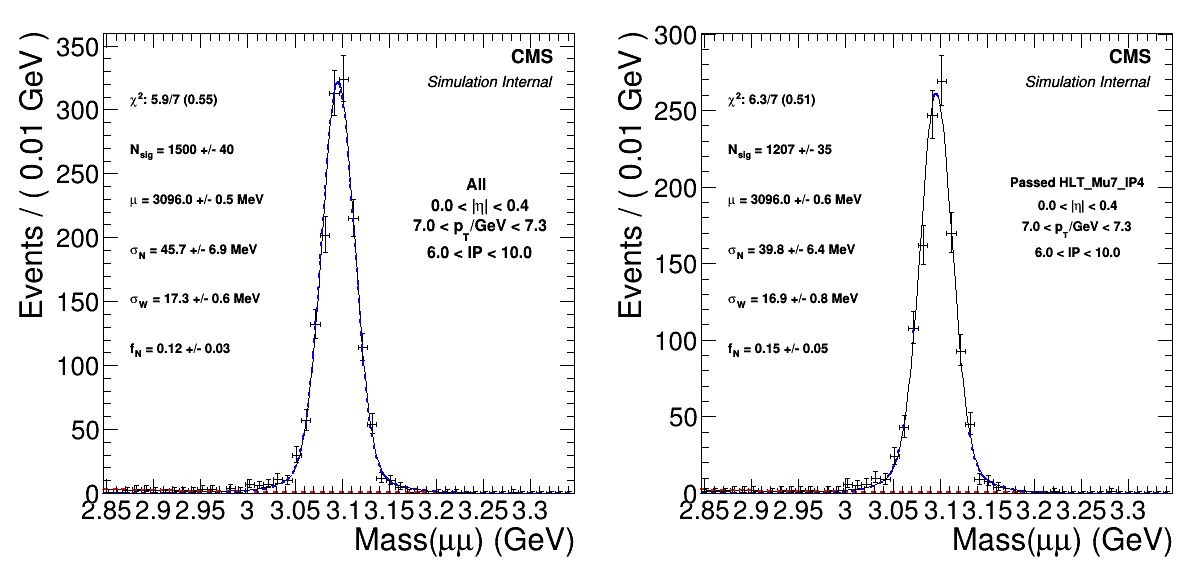 CMS
Simulation Internal
χ²: 5.9/7 (0.55)
N_sig = 1500 +/- 40
μ = 3096.0 +/- 0.5 MeV
σ_N = 45.7 +/- 6.9 MeV
σ_W = 17.3 +/- 0.6 MeV
f_N = 0.12 +/- 0.03
All
0.0 < |η| < 0.4
7.0 < p_T/GeV < 7.3
6.0 < IP < 10.0
Events / ( 0.01 GeV )
350
300
250
200
150
100
50
0
2.85 2.9 2.95 3 3.05 3.1 3.15 3.2 3.25 3.3
Mass(μμ) (GeV)
CMS
Simulation Internal
χ²: 6.3/7 (0.51)
N_sig = 1207 +/- 35
μ = 3096.0 +/- 0.6 MeV
σ_N = 39.8 +/- 6.4 MeV
σ_W = 16.9 +/- 0.8 MeV
f_N = 0.15 +/- 0.05
Passed HLT_Mu7_IP4
0.0 < |η| < 0.4
7.0 < p_T/GeV < 7.3
6.0 < IP < 10.0
Events / ( 0.01 GeV )
300
250
200
150
100
50
0
2.85 2.9 2.95 3 3.05 3.1 3.15 3.2 3.25 3.3
Mass(μμ) (GeV)